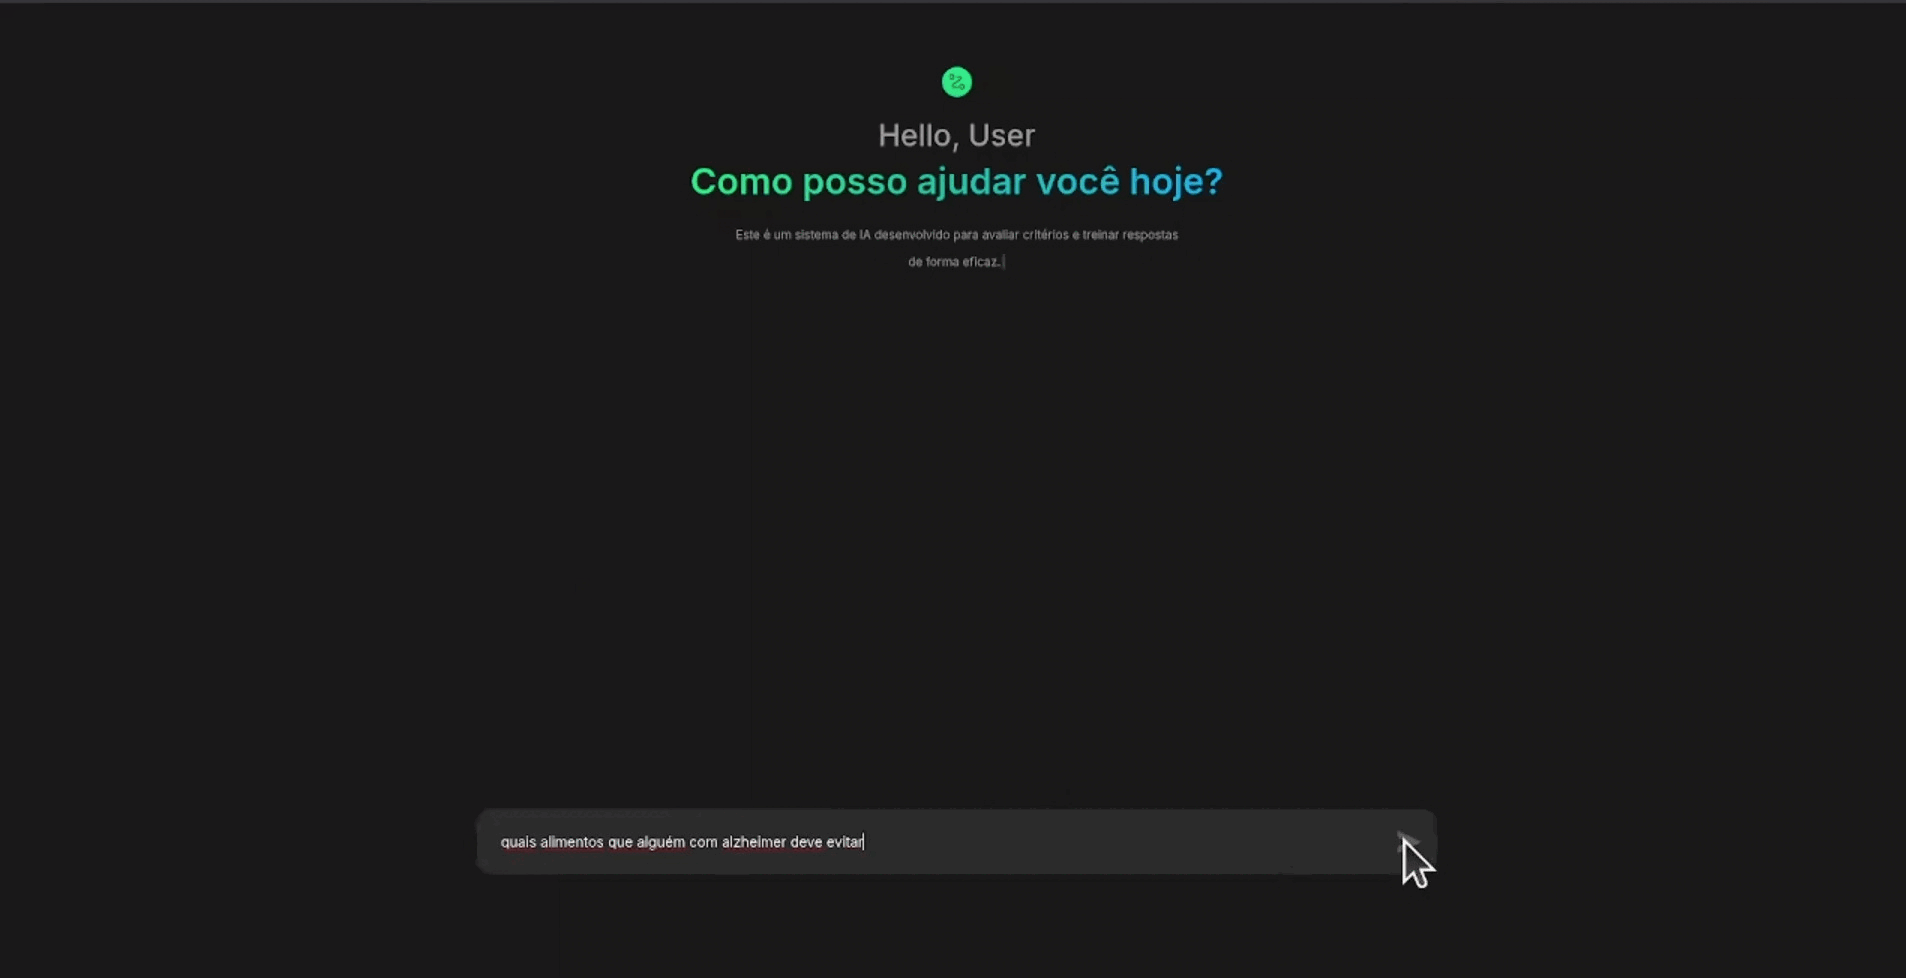 Hello, User
Como posso ajudar você hoje?
Este é um sistema de IA desenvolvido para avaliar critérios e treinar respostas
de forma eficaz.
quais alimentos que alguém com alzheimer deve evitar